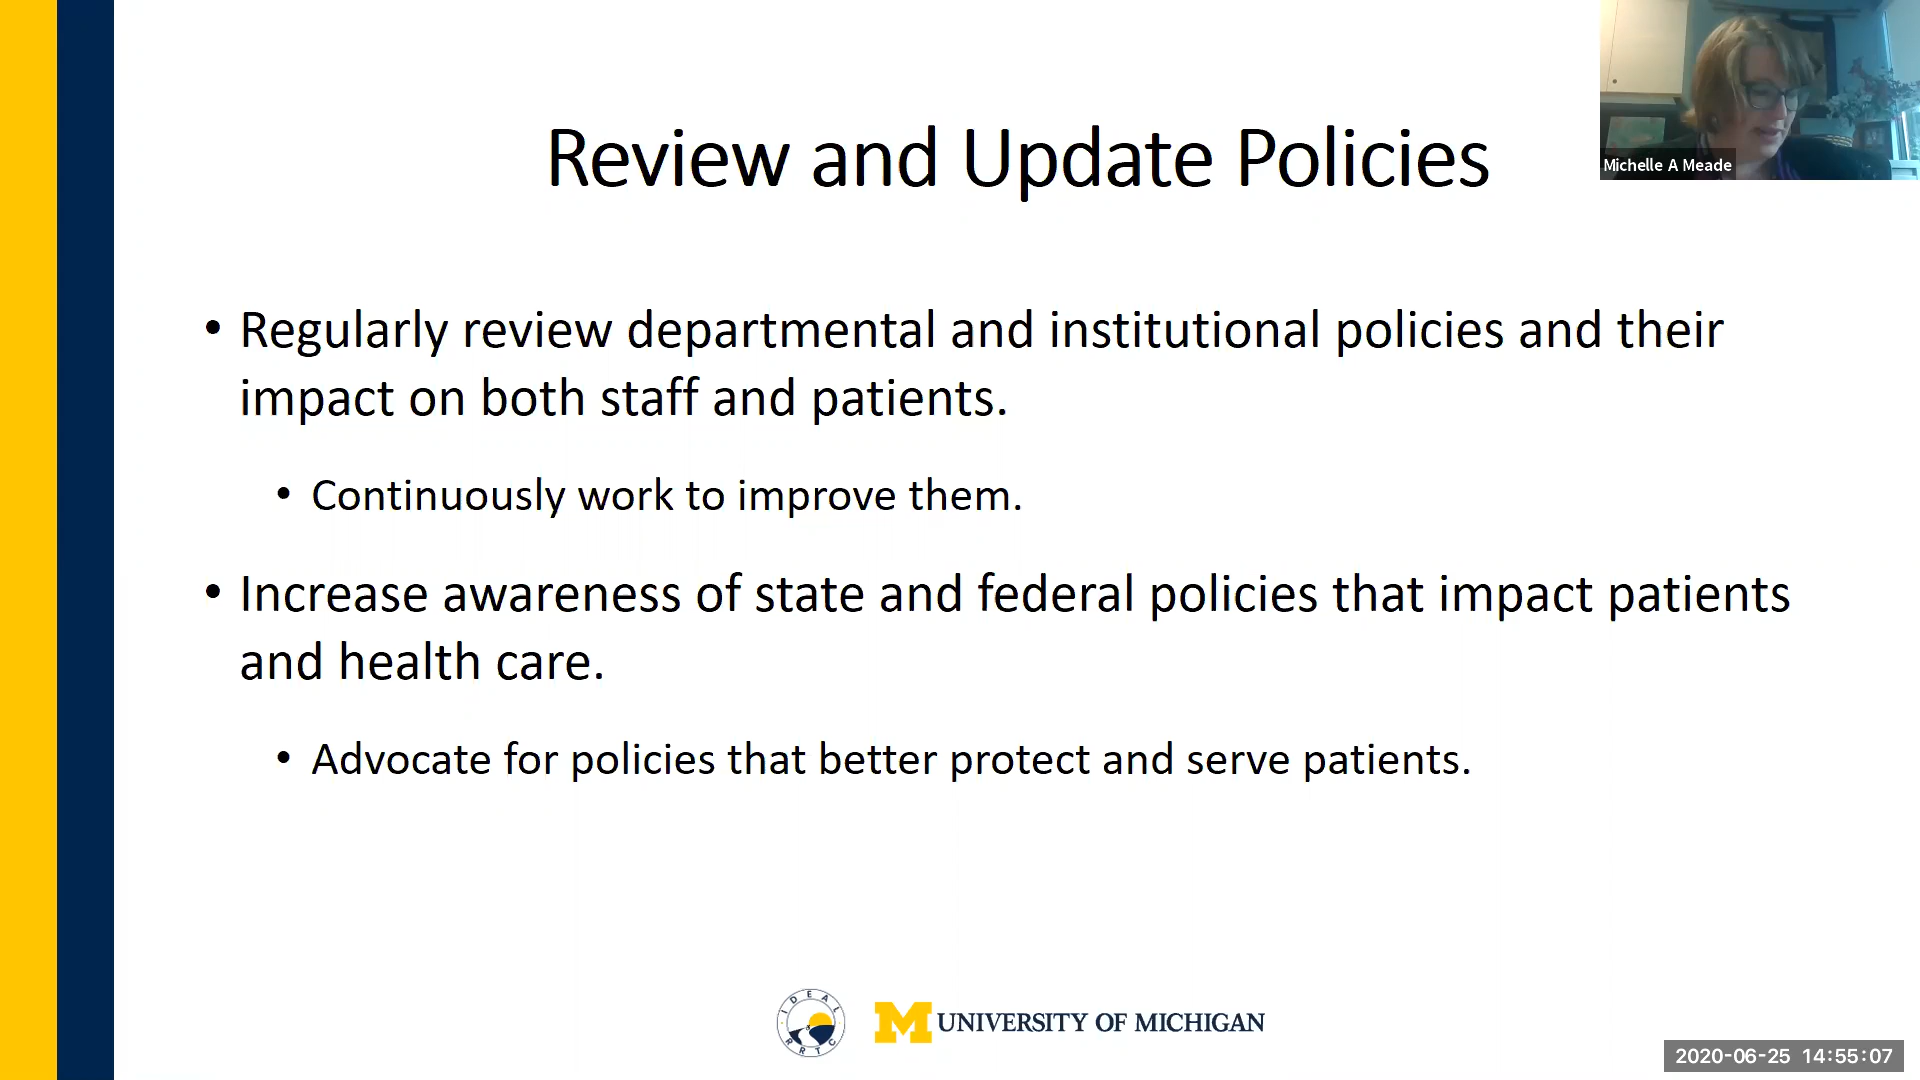 Review and Update Policies
Michelle A Meade
• Regularly review departmental and institutional policies and their
impact on both staff and patients.
• Continuously work to improve them.
• Increase awareness of state and federal policies that impact patients
and health care.
• Advocate for policies that better protect and serve patients.
IDEAL
RRTC
M UNIVERSITY OF MICHIGAN
2020-06-25 14:55:07